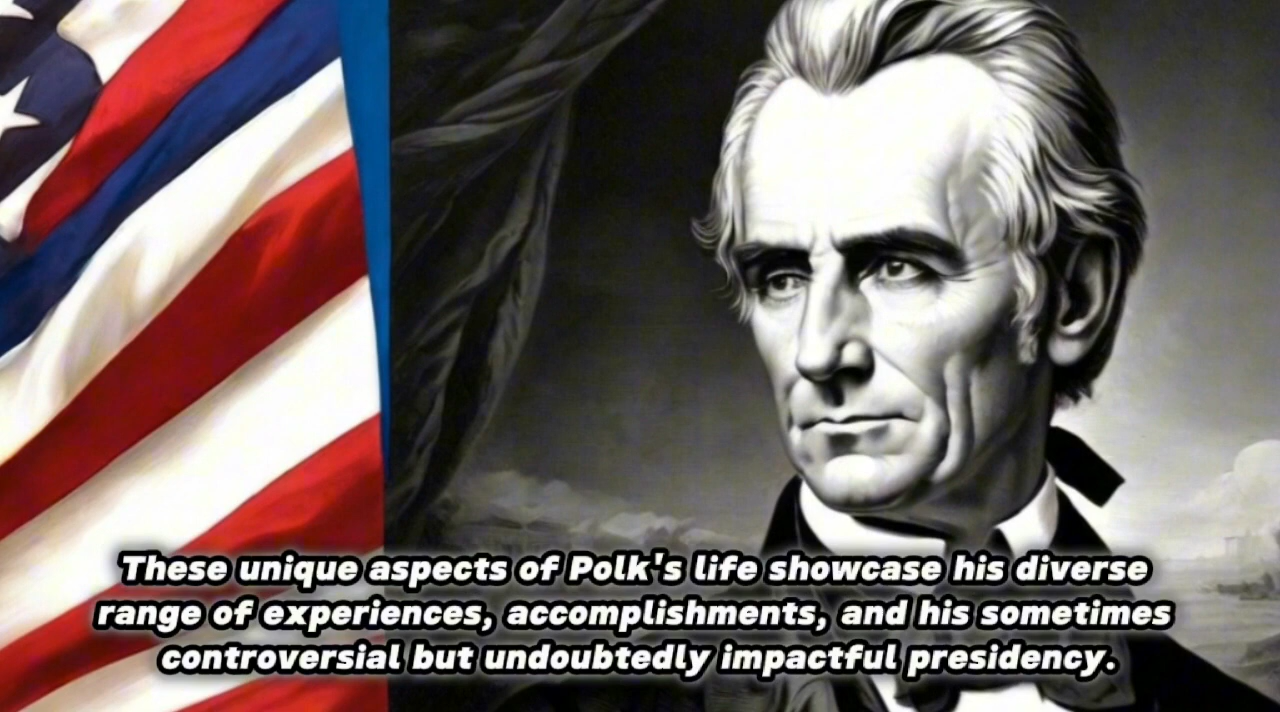 These unique aspects of Polk's life showcase his diverse
range of experiences, accomplishments, and his sometimes
controversial but undoubtedly impactful presidency.